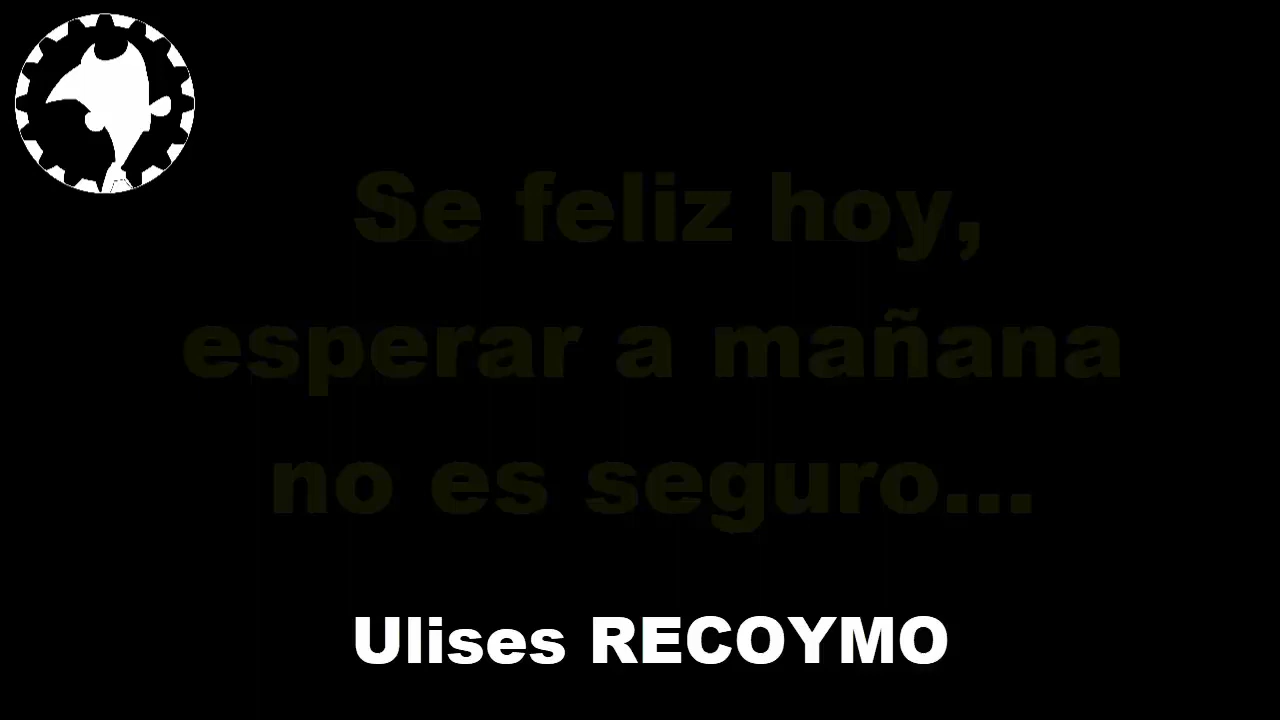 Se feliz hoy,
esperar a mañana
no es seguro...
Ulises RECOYMO